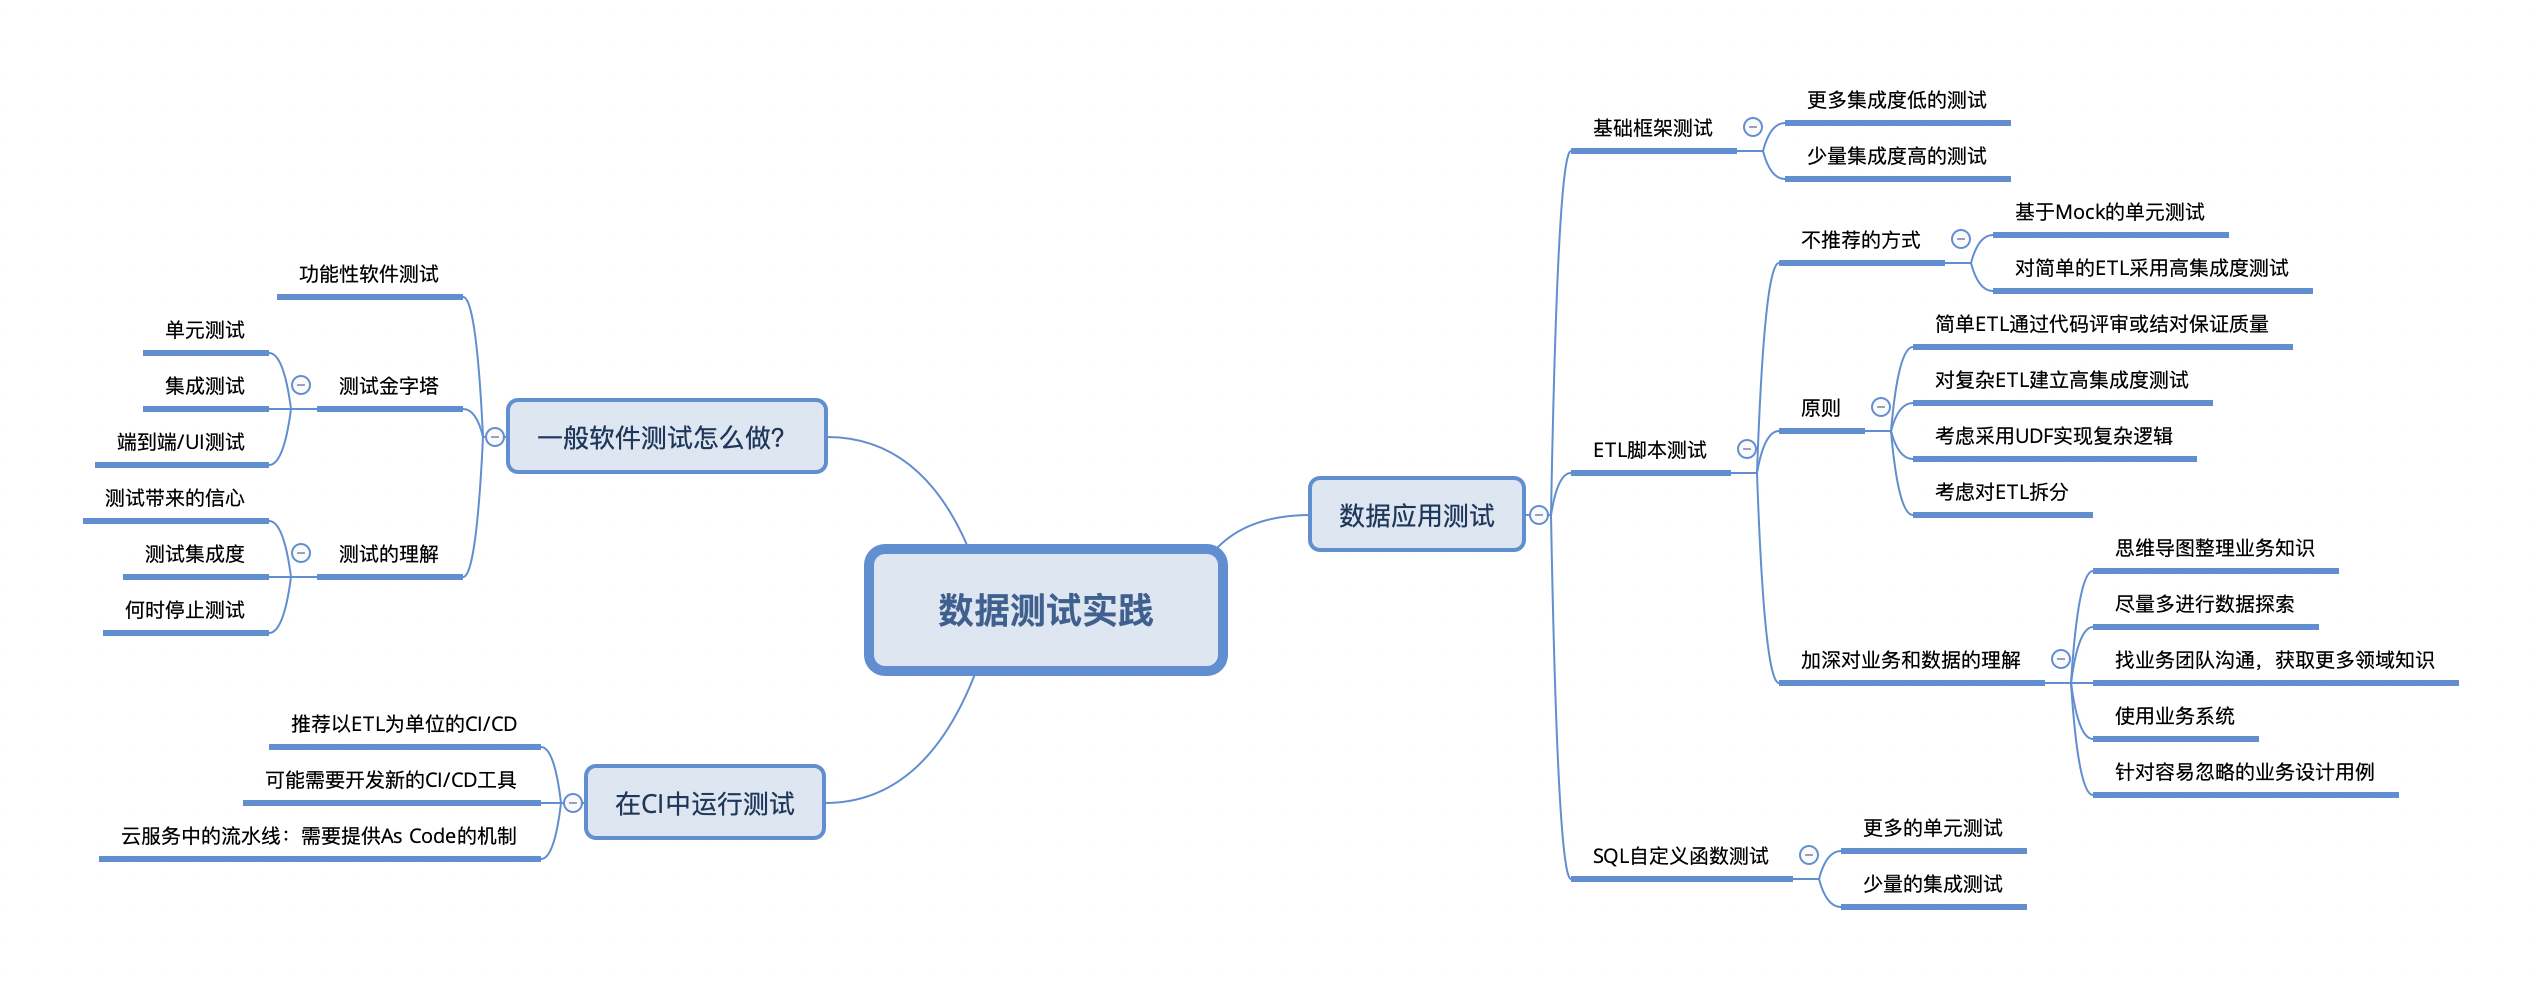 数据测试实践
一般软件测试怎么做？
功能性软件测试
测试金字塔
单元测试
集成测试
端到端/UI测试
测试的理解
测试带来的信心
测试集成度
何时停止测试
在CI中运行测试
推荐以ETL为单位的CI/CD
可能需要开发新的CI/CD工具
云服务中的流水线：需要提供As Code的机制
数据应用测试
基础框架测试
更多集成度低的测试
少量集成度高的测试
ETL脚本测试
不推荐的方式
基于Mock的单元测试
对简单的ETL采用高集成度测试
原则
简单ETL通过代码评审或结对保证质量
对复杂ETL建立高集成度测试
考虑采用UDF实现复杂逻辑
考虑对ETL拆分
加深对业务和数据的理解
思维导图整理业务知识
尽量多进行数据探索
找业务团队沟通，获取更多领域知识
使用业务系统
针对容易忽略的业务设计用例
SQL自定义函数测试
更多的单元测试
少量的集成测试